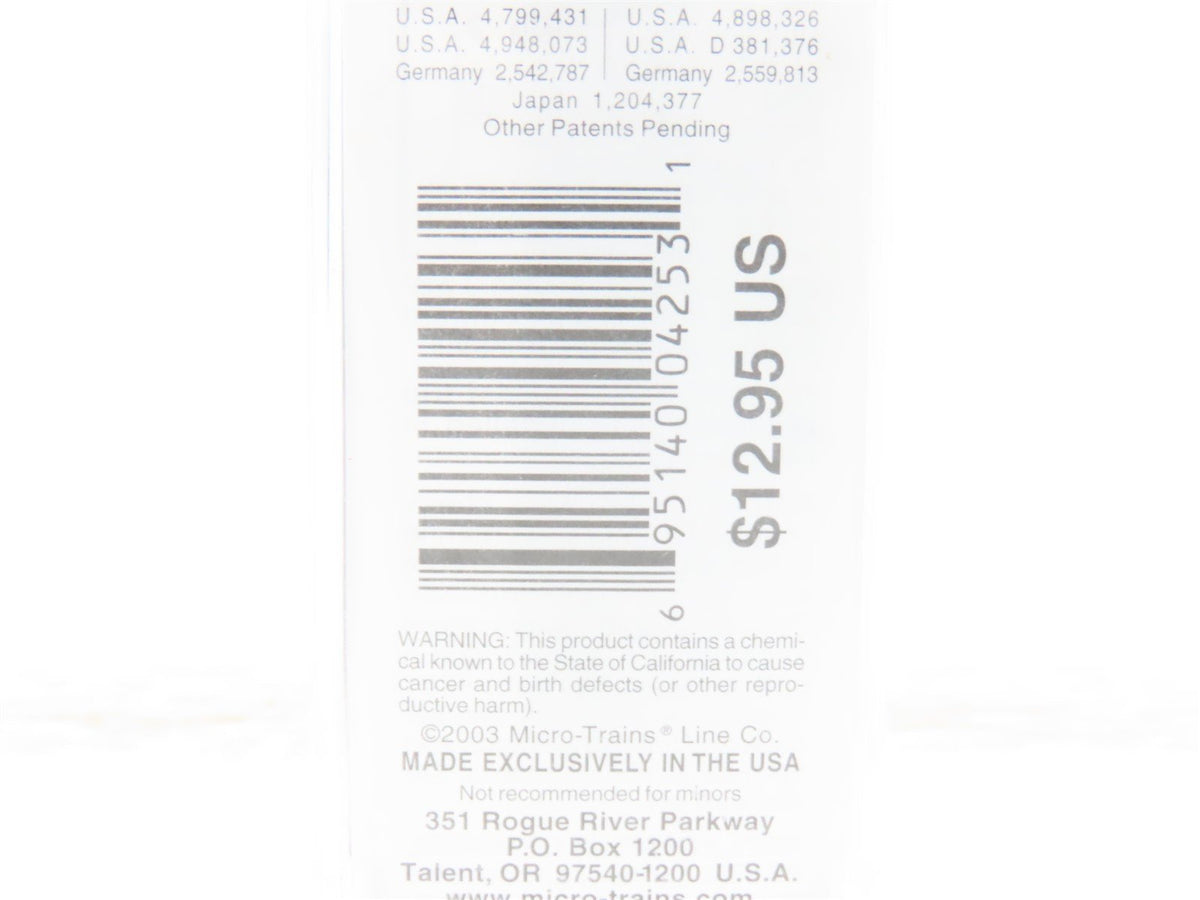 U.S.A. 4,799,431 U.S.A. 4,898,326
U.S.A. 4,948,073 U.S.A. D 381,376
Germany 2,542,787 Germany 2,559,813
Japan 1,204,377
Other Patents Pending
6 95140 04253 1
$12.95 US
WARNING: This product contains a chemi-
cal known to the State of California to cause
cancer and birth defects (or other repro-
ductive harm).
©2003 Micro-Trains® Line Co.
MADE EXCLUSIVELY IN THE USA
Not recommended for minors
351 Rogue River Parkway
P.O. Box 1200
Talent, OR 97540-1200 U.S.A.
www.micro-trains.com